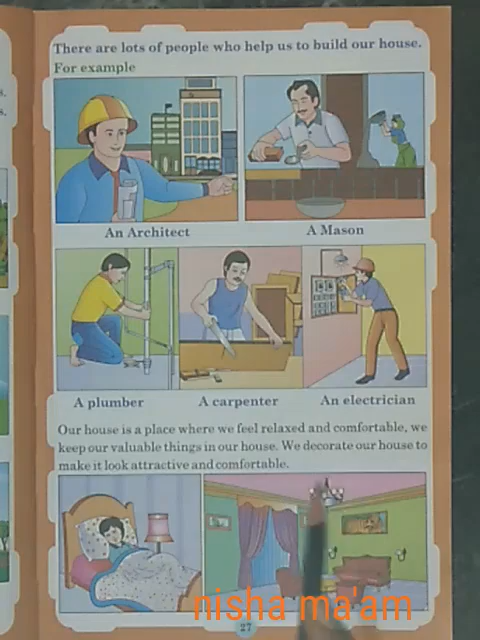 There are lots of people who help us to build our house.
For example
An Architect
A Mason
A plumber
A carpenter
An electrician
Our house is a place where we feel relaxed and comfortable, we
keep our valuable things in our house. We decorate our house to
make it look attractive and comfortable.
nisha ma'am
27